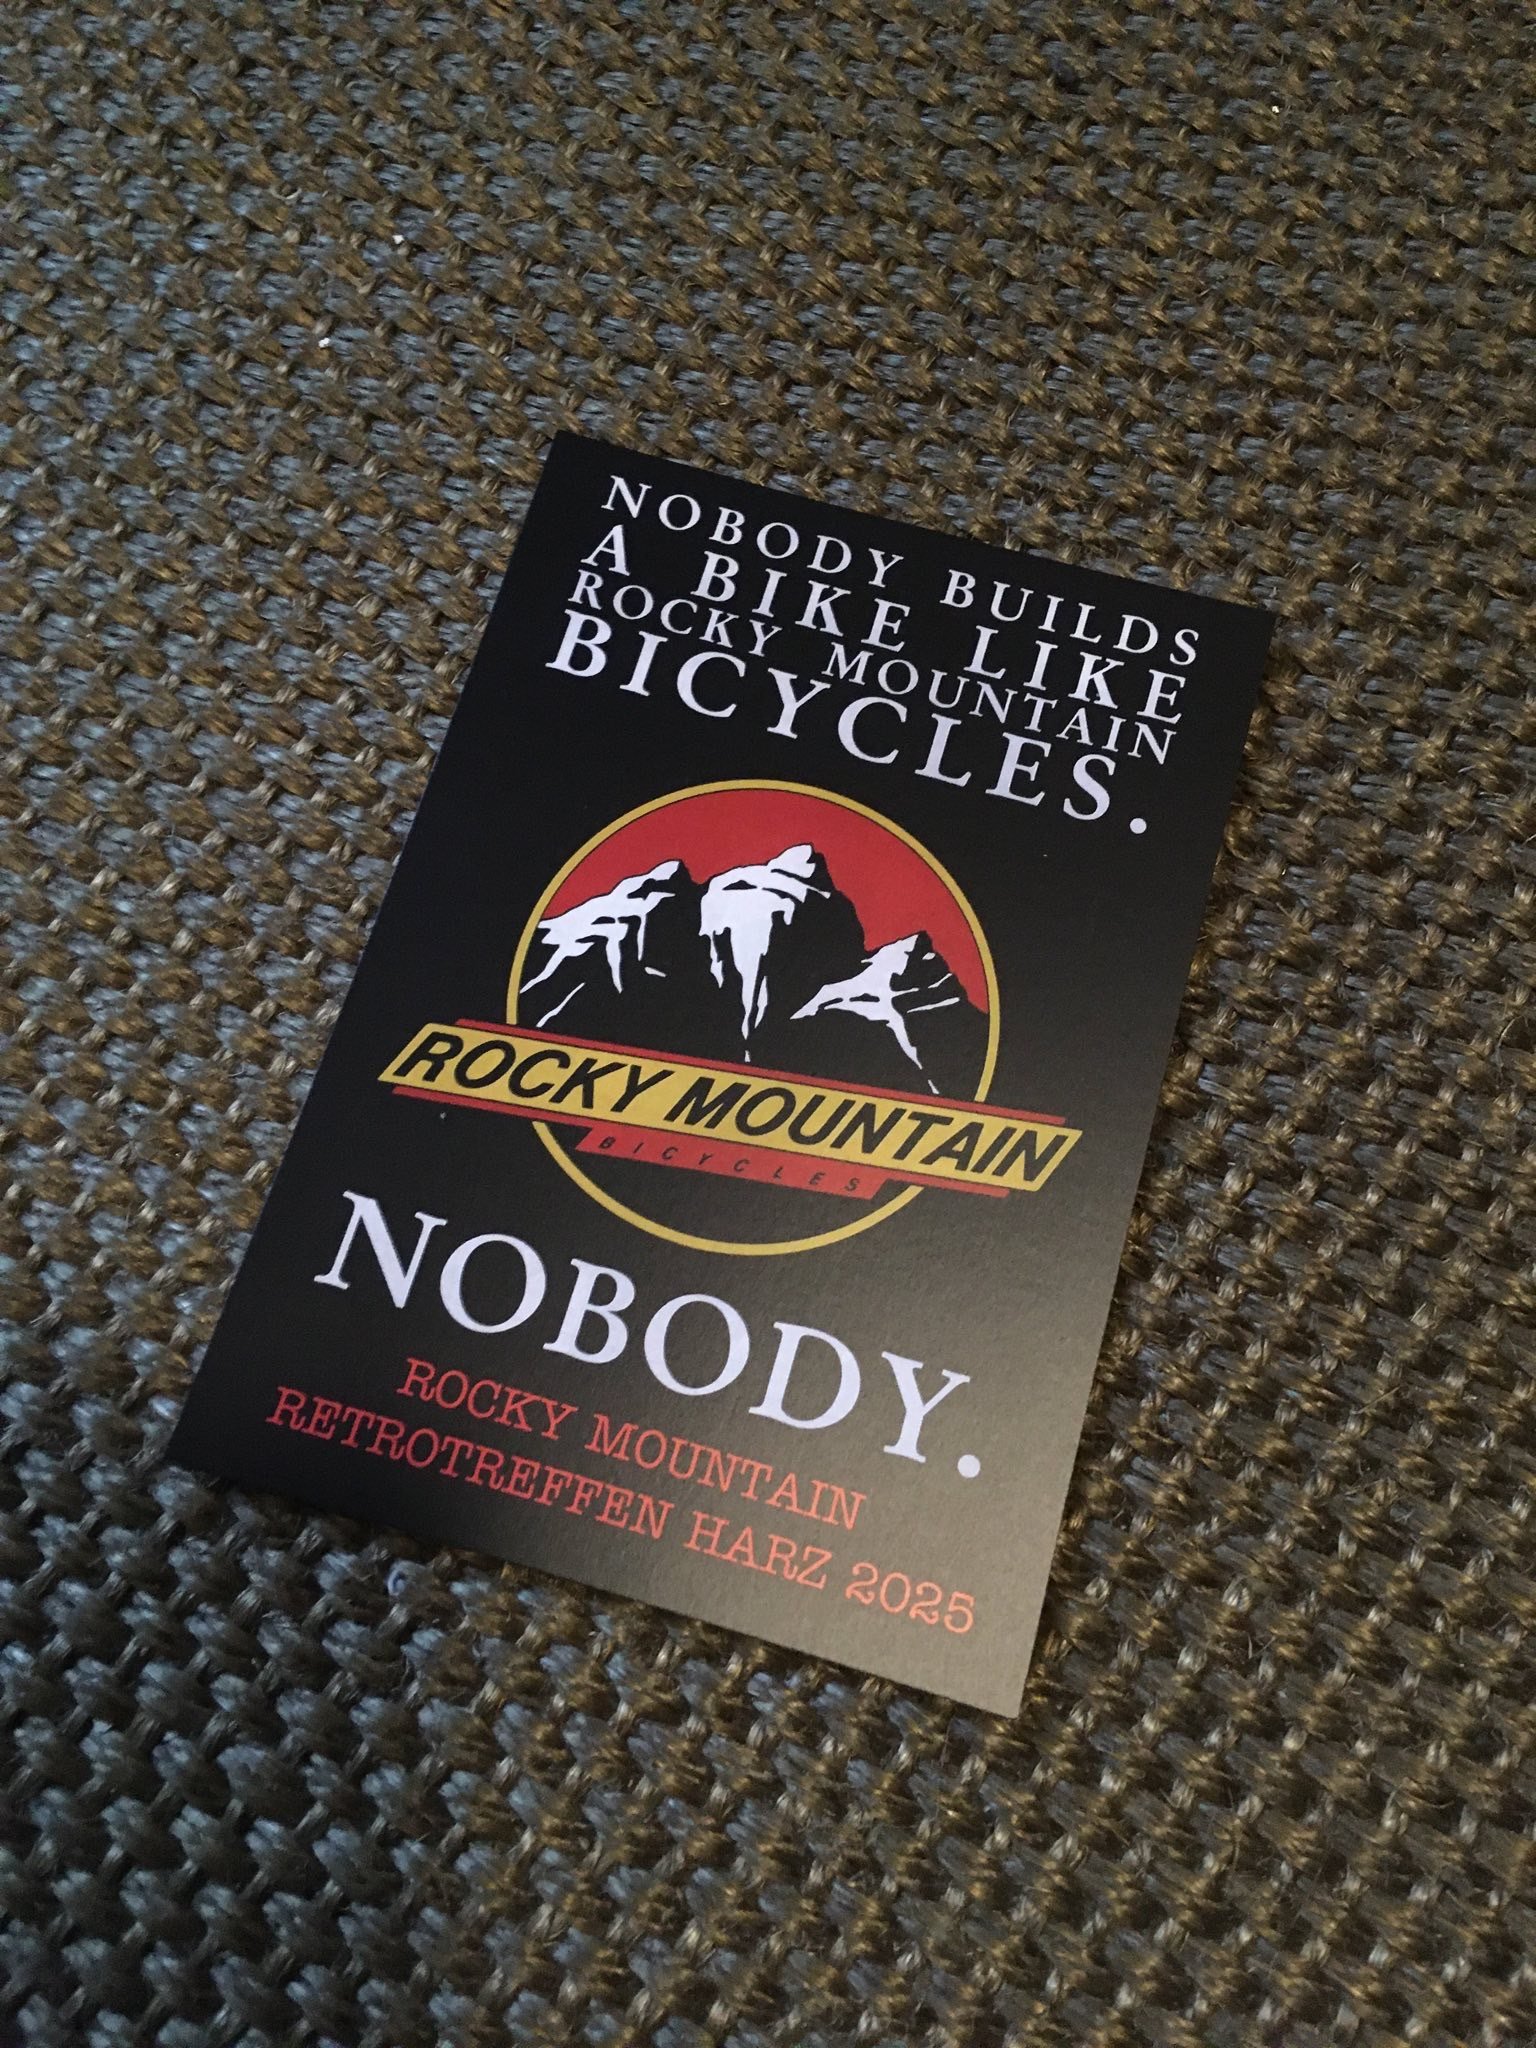 NOBODY BUILDS
A BIKE LIKE
ROCKY MOUNTAIN
BICYCLES.
ROCKY MOUNTAIN
BICYCLES
NOBODY.
ROCKY MOUNTAIN
RETROTREFFEN HARZ 2025